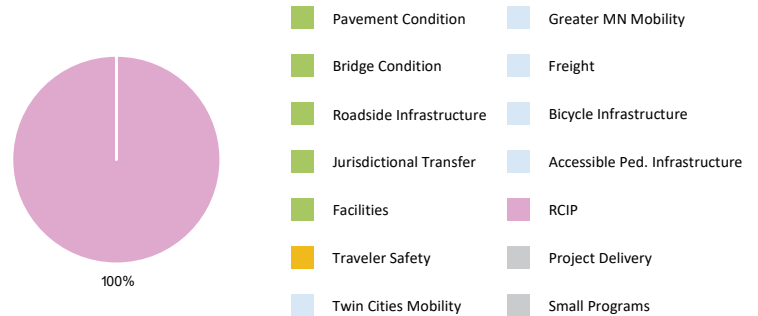 100%
Pavement Condition
Bridge Condition
Roadside Infrastructure
Jurisdictional Transfer
Facilities
Traveler Safety
Twin Cities Mobility
Greater MN Mobility
Freight
Bicycle Infrastructure
Accessible Ped. Infrastructure
RCIP
Project Delivery
Small Programs